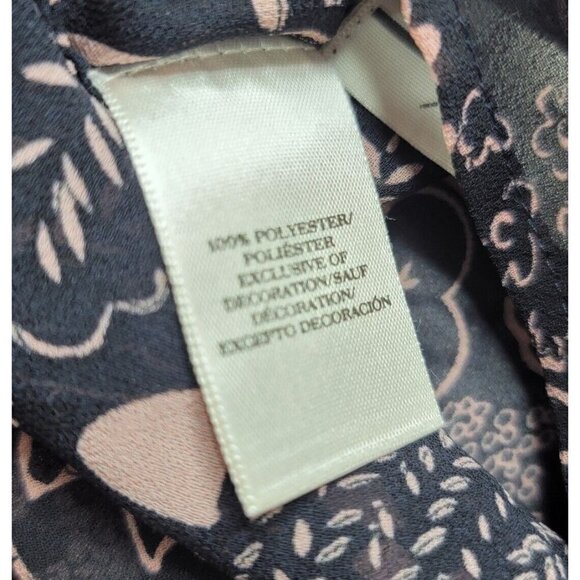 100% POLYESTER/
POLIÉSTER
EXCLUSIVE OF
DECORATION/SAUF
DÉCORATION/
EXCEPTO DECORACIÓN